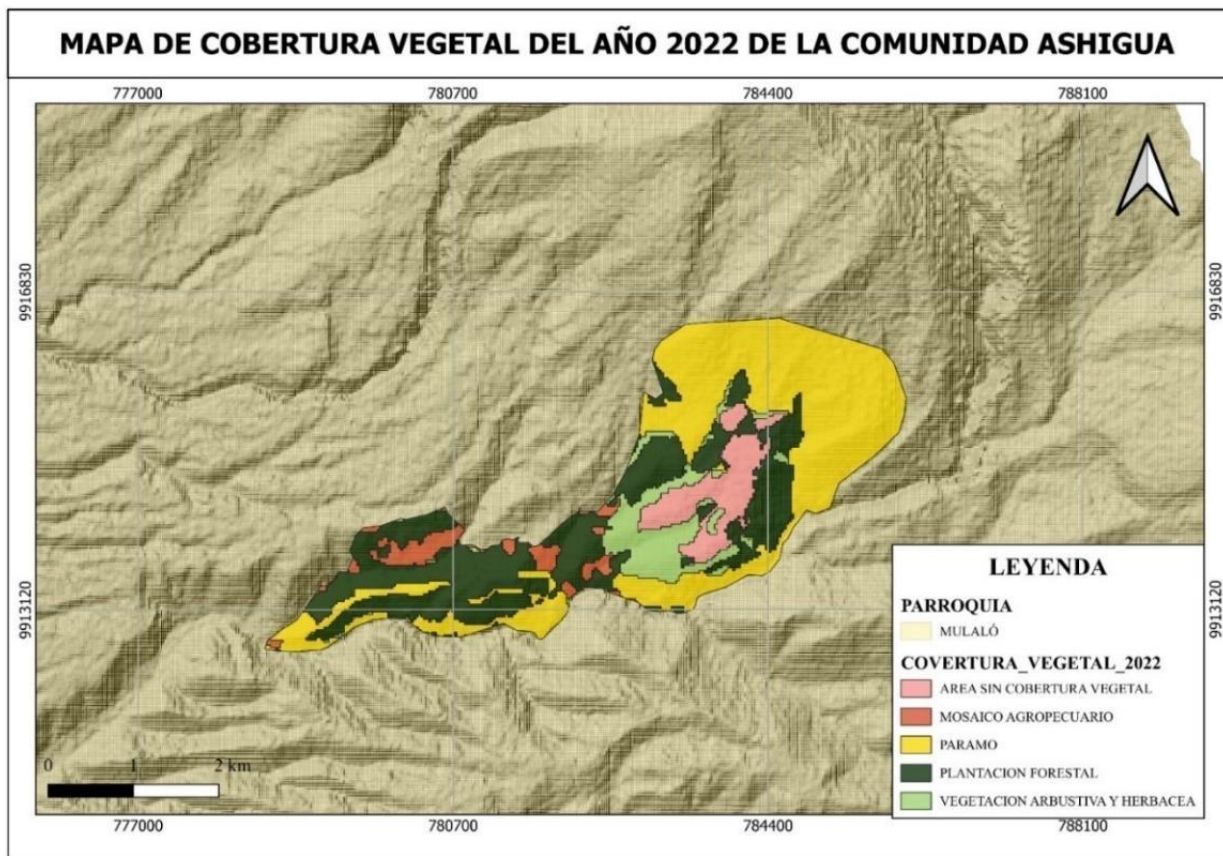 MAPA DE COBERTURA VEGETAL DEL AÑO 2022 DE LA COMUNIDAD ASHIGUA
777000 780700 784400 788100
9916830 9916830
9913120 9913120
LEYENDA
PARROQUIA
MULALÓ
COVERTURA_VEGETAL_2022
AREA SIN COBERTURA VEGETAL
MOSAICO AGROPECUARIO
PARAMO
PLANTACION FORESTAL
VEGETACION ARBUSTIVA Y HERBACEA
0 1 2 km
777000 780700 784400 788100